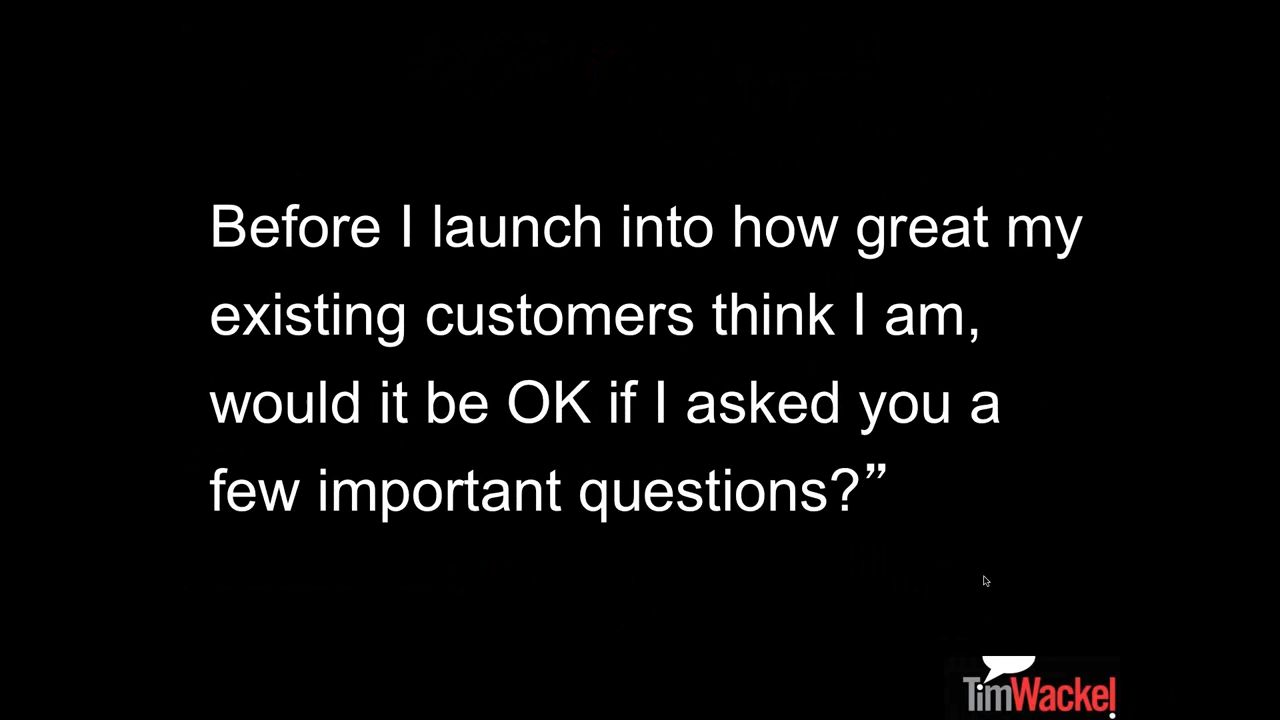 Before I launch into how great my
existing customers think I am,
would it be OK if I asked you a
few important questions?”
TimWackel